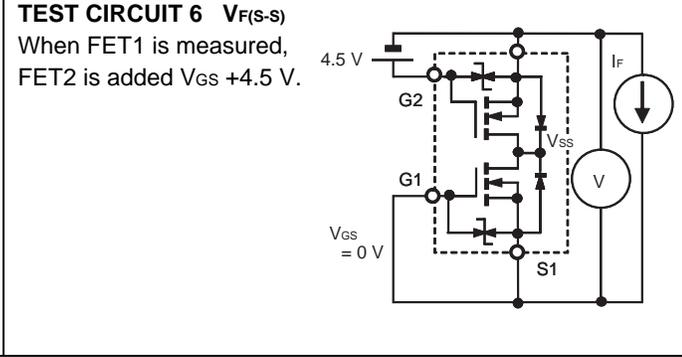 TEST CIRCUIT 6 VF(S-S)
When FET1 is measured,
FET2 is added VGS +4.5 V.
4.5 V
G2
IF
VSS
G1
V
VGS
= 0 V
S1